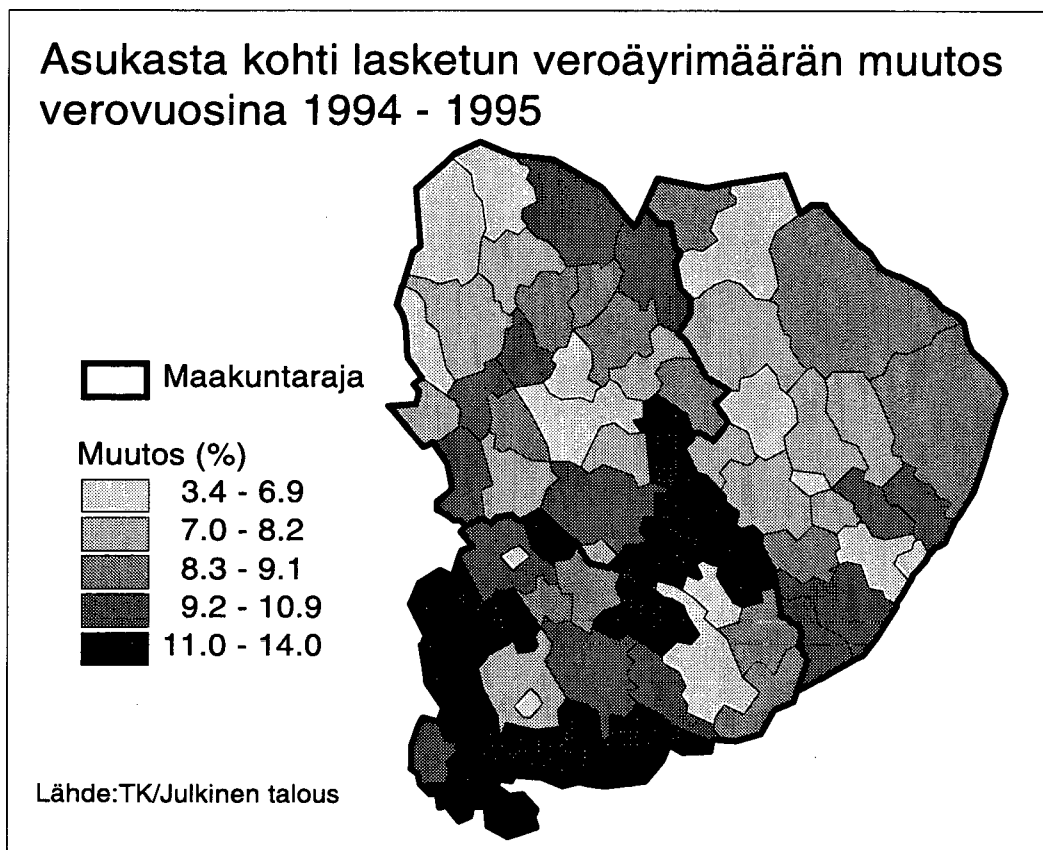 Asukasta kohti lasketun veroäyrimäärän muutos
verovuosina 1994 - 1995
Maakuntaraja
Muutos (%)
3.4 - 6.9
7.0 - 8.2
8.3 - 9.1
9.2 - 10.9
11.0 - 14.0
Lähde:TK/Julkinen talous